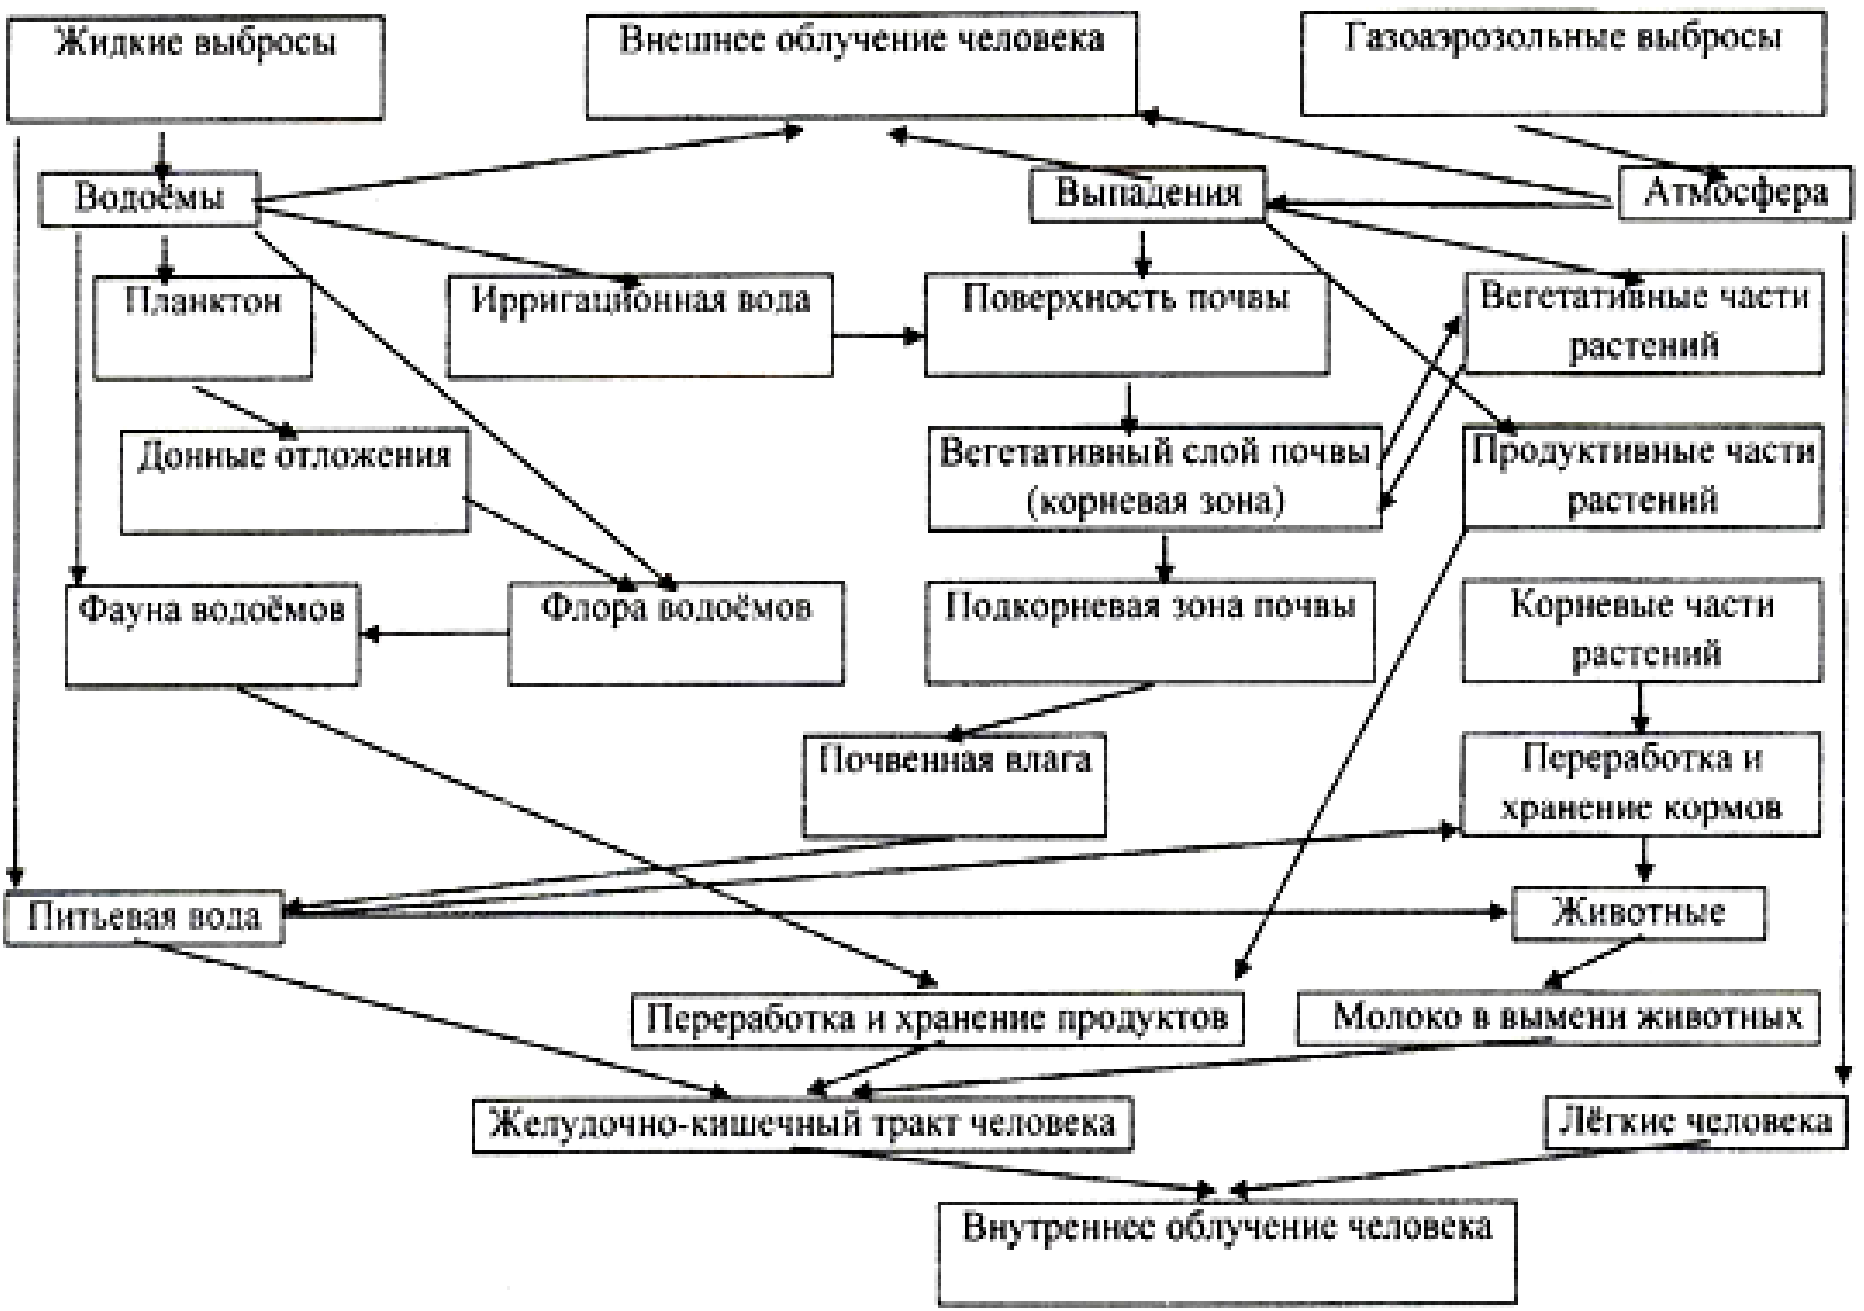 Жидкие выбросы
Внешнее облучение человека
Газоаэрозольные выбросы
Водоёмы
Выпадения
Атмосфера
Планктон
Ирригационная вода
Поверхность почвы
Вегетативные части
растений
Донные отложения
Вегетативный слой почвы
(корневая зона)
Продуктивные части
растений
Фауна водоёмов
Флора водоёмов
Подкорневая зона почвы
Корневые части
растений
Почвенная влага
Переработка и
хранение кормов
Питьевая вода
Животные
Переработка и хранение продуктов
Молоко в вымени животных
Желудочно-кишечный тракт человека
Лёгкие человека
Внутреннее облучение человека